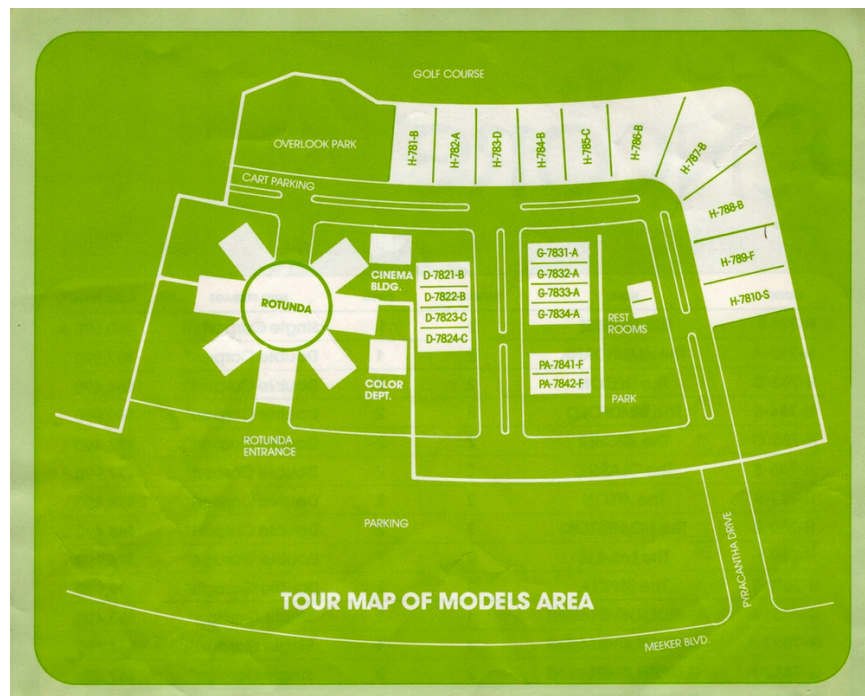 GOLF COURSE
OVERLOOK PARK
H-781-B
H-782-A
H-783-D
H-784-B
H-785-C
H-786-B
H-787-B
H-788-B
H-789-F
H-7810-S
CART PARKING
ROTUNDA
CINEMA
BLDG.
COLOR
DEPT.
D-7821-B
D-7822-B
D-7823-C
D-7824-C
G-7831-A
G-7832-A
G-7833-A
G-7834-A
PA-7841-F
PA-7842-F
REST
ROOMS
PARK
ROTUNDA
ENTRANCE
PARKING
TOUR MAP OF MODELS AREA
PYRACANTHA DRIVE
MEEKER BLVD.